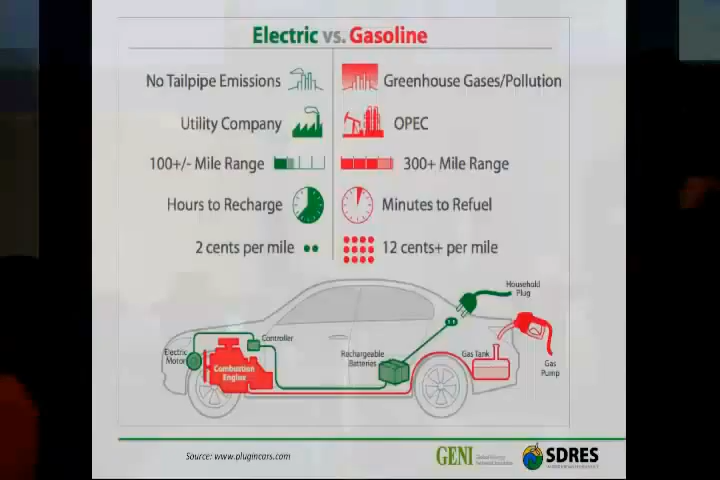 Electric vs. Gasoline
No Tailpipe Emissions
Greenhouse Gases/Pollution
Utility Company
OPEC
100+/- Mile Range
300+ Mile Range
Hours to Recharge
Minutes to Refuel
2 cents per mile
12 cents+ per mile
Household
Plug
Controller
Electric
Motor
Combustion
Engine
Rechargeable
Batteries
Gas Tank
Gas
Pump
Source: www.plugincars.com
GENI
SDRES